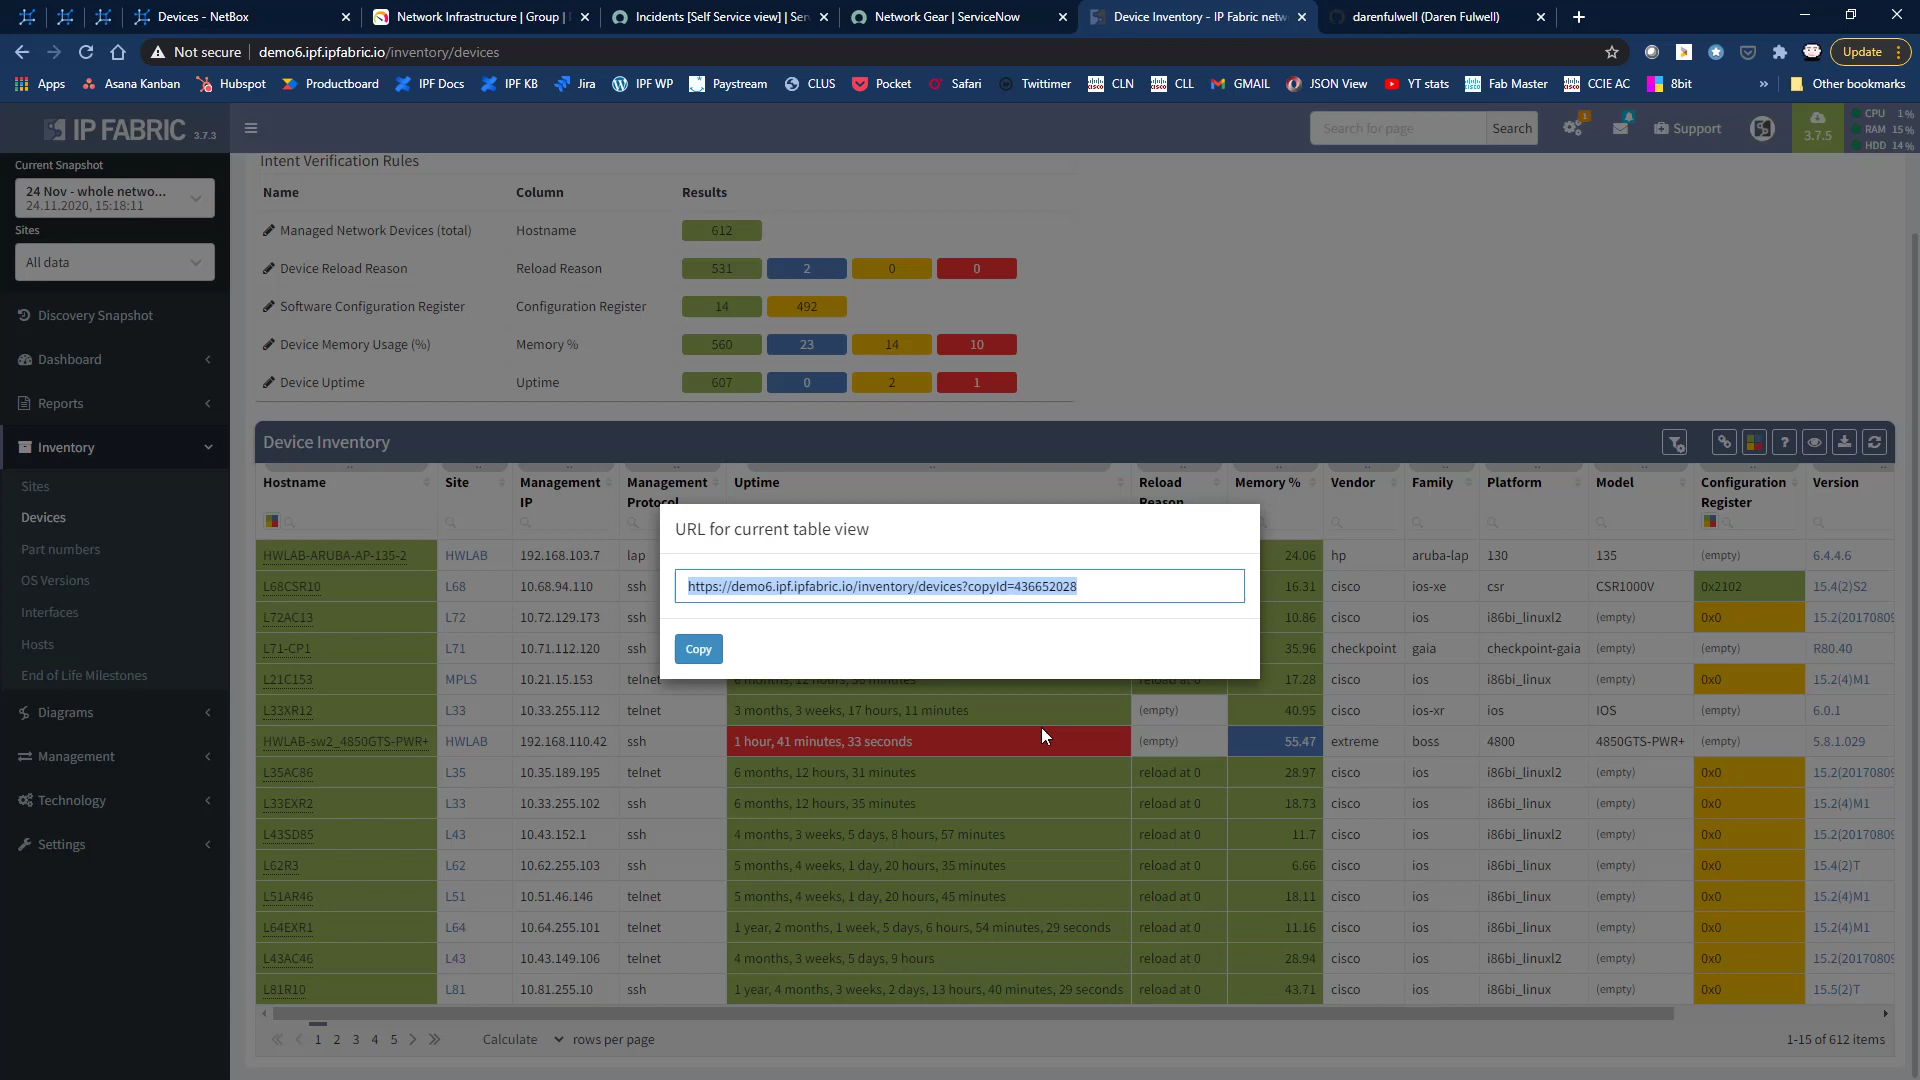 Devices - NetBox
Network Infrastructure | Group |
Incidents [Self Service view] | Ser
Network Gear | ServiceNow
Device Inventory - IP Fabric netw
darenfulwell (Daren Fulwell)
Not secure
demo6.ipf.ipfabric.io/inventory/devices
Update
Apps
Asana Kanban
Hubspot
Productboard
IPF Docs
IPF KB
Jira
IPF WP
Paystream
CLUS
Pocket
Safari
Twittimer
CLN
CLL
GMAIL
JSON View
YT stats
Fab Master
CCIE AC
8bit
»
Other bookmarks
IP FABRIC 3.7.3
Search for page
Search
1
Support
3.7.5
CPU 1%
RAM 15%
HDD 14%
Current Snapshot
24 Nov - whole netwo...
24.11.2020, 15:18:11
Sites
All data
Discovery Snapshot
Dashboard
Reports
Inventory
Sites
Devices
Part numbers
OS Versions
Interfaces
Hosts
End of Life Milestones
Diagrams
Management
Technology
Settings
Intent Verification Rules
Name Column Results
Managed Network Devices (total) Hostname 612
Device Reload Reason Reload Reason 531 2 0 0
Software Configuration Register Configuration Register 14 492
Device Memory Usage (%) Memory % 560 23 14 10
Device Uptime Uptime 607 0 2 1
Device Inventory
Hostname Site Management IP Management Protocol Uptime Reload Reason Memory % Vendor Family Platform Model Configuration Register Version
URL for current table view
https://demo6.ipf.ipfabric.io/inventory/devices?copyId=436652028
Copy
HWLAB-ARUBA-AP-135-2 HWLAB 192.168.103.7 lap 24.06 hp aruba-lap 130 135 (empty) 6.4.4.6
L68CSR10 L68 10.68.94.110 ssh 16.31 cisco ios-xe csr CSR1000V 0x2102 15.4(2)S2
L72AC13 L72 10.72.129.173 ssh 10.86 cisco ios i86bi_linuxl2 (empty) 0x0 15.2(20170809
L71-CP1 L71 10.71.112.120 ssh 35.96 checkpoint gaia checkpoint-gaia (empty) (empty) R80.40
L21C153 MPLS 10.21.15.153 telnet 6 months, 12 hours, 36 minutes reload at 0 17.28 cisco ios i86bi_linux (empty) 0x0 15.2(4)M1
L33XR12 L33 10.33.255.112 telnet 3 months, 3 weeks, 17 hours, 11 minutes (empty) 40.95 cisco ios-xr ios IOS (empty) 6.0.1
HWLAB-sw2_4850GTS-PWR+ HWLAB 192.168.110.42 ssh 1 hour, 41 minutes, 33 seconds (empty) 55.47 extreme boss 4800 4850GTS-PWR+ (empty) 5.8.1.029
L35AC86 L35 10.35.189.195 telnet 6 months, 12 hours, 31 minutes reload at 0 28.97 cisco ios i86bi_linuxl2 (empty) 0x0 15.2(20170809
L33EXR2 L33 10.33.255.102 ssh 6 months, 12 hours, 35 minutes reload at 0 18.73 cisco ios i86bi_linux (empty) 0x0 15.2(4)M1
L43SD85 L43 10.43.152.1 ssh 4 months, 3 weeks, 5 days, 8 hours, 57 minutes reload at 0 11.7 cisco ios i86bi_linuxl2 (empty) 0x0 15.2(20170809
L62R3 L62 10.62.255.103 ssh 5 months, 4 weeks, 1 day, 20 hours, 35 minutes reload at 0 6.66 cisco ios i86bi_linux (empty) 0x0 15.4(2)T
L51AR46 L51 10.51.46.146 telnet 5 months, 4 weeks, 1 day, 20 hours, 45 minutes reload at 0 18.11 cisco ios i86bi_linux (empty) 0x0 15.2(4)M1
L64EXR1 L64 10.64.255.101 telnet 1 year, 2 months, 1 week, 5 days, 6 hours, 54 minutes, 29 seconds reload at 0 11.16 cisco ios i86bi_linux (empty) 0x0 15.2(4)M1
L43AC46 L43 10.43.149.106 telnet 4 months, 3 weeks, 5 days, 9 hours reload at 0 28.94 cisco ios i86bi_linuxl2 (empty) 0x0 15.2(20170809
L81R10 L81 10.81.255.10 ssh 1 year, 4 months, 3 weeks, 2 days, 13 hours, 40 minutes, 29 seconds reload at 0 43.71 cisco ios i86bi_linux (empty) 0x0 15.5(2)T
1 2 3 4 5
Calculate rows per page
1-15 of 612 items